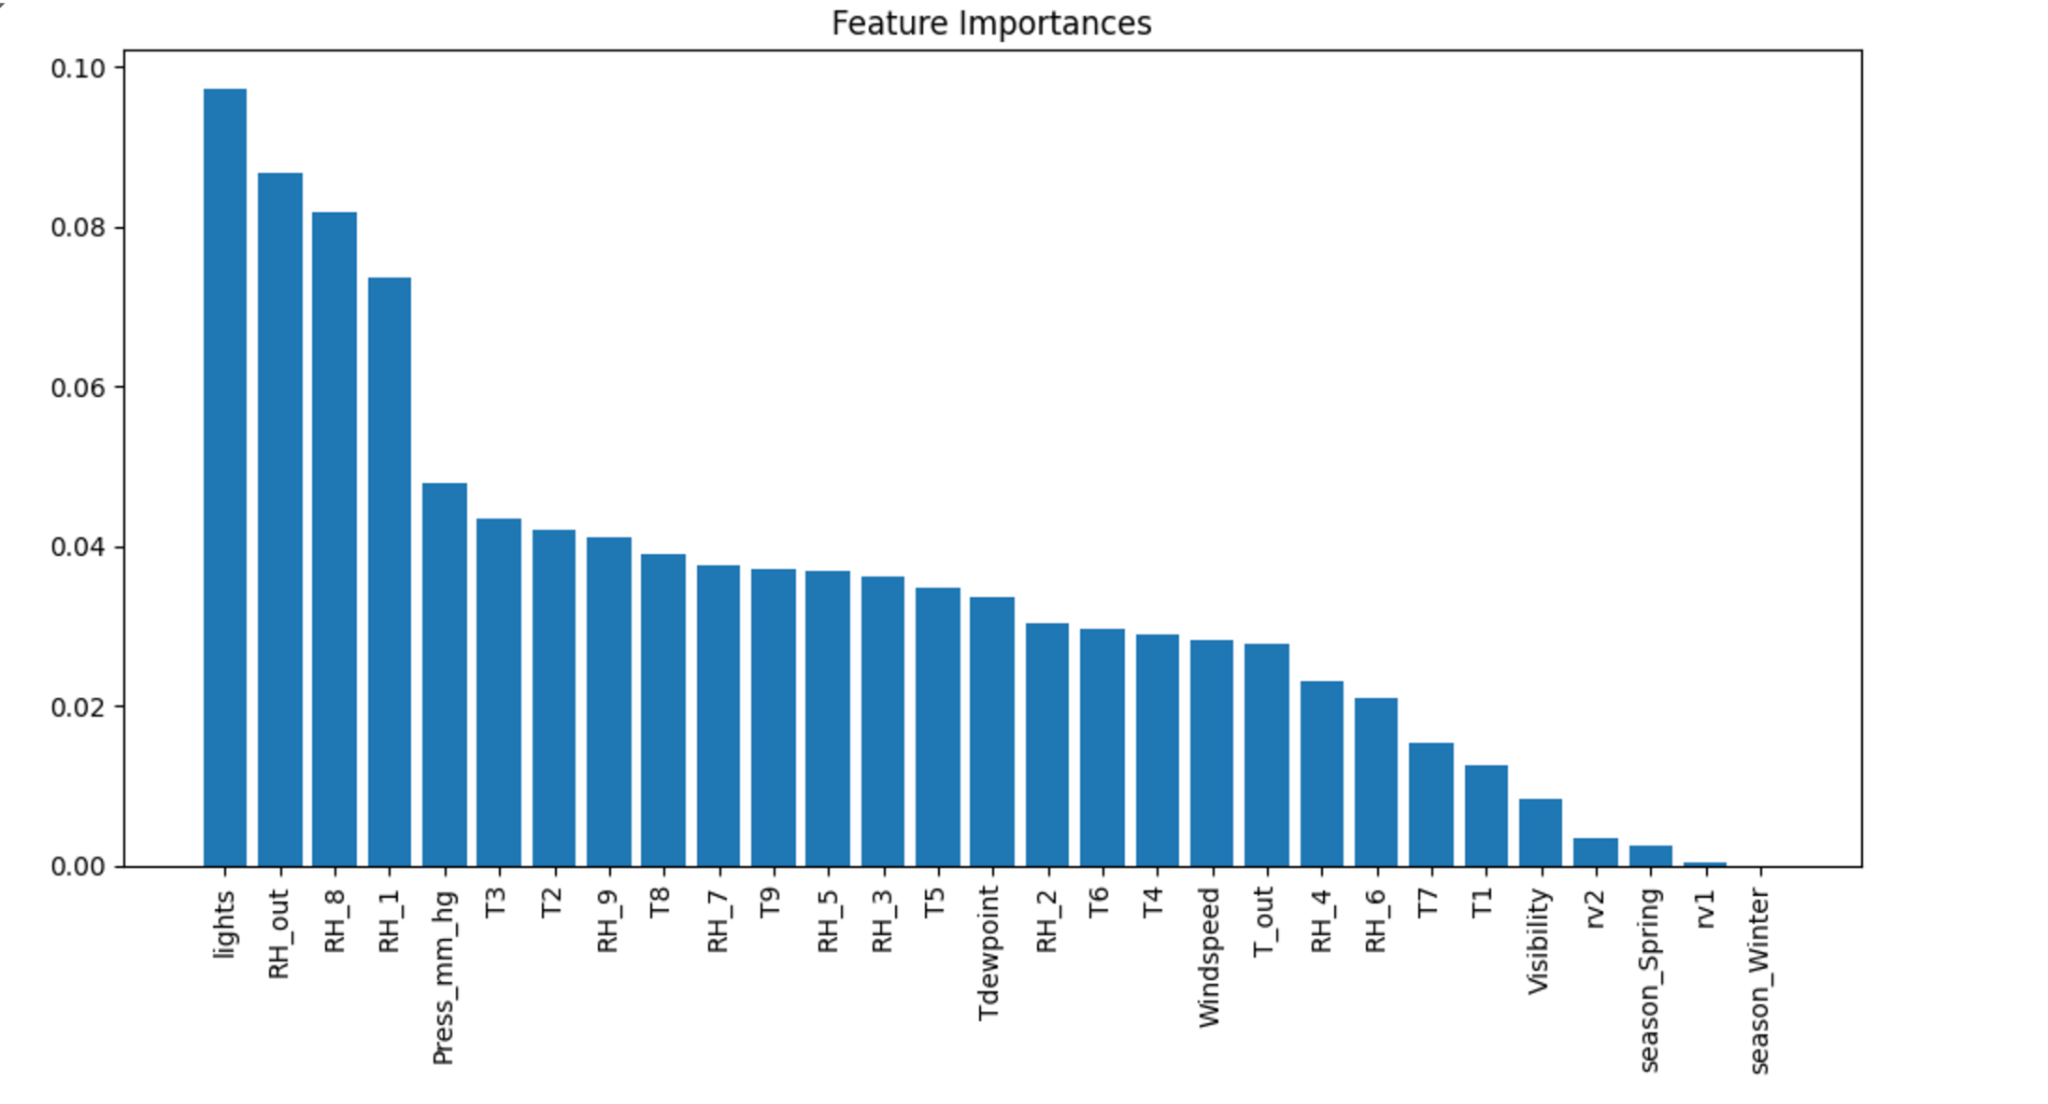 Feature Importances
0.10
0.08
0.06
0.04
0.02
0.00
lights
RH_out
RH_8
RH_1
Press_mm_hg
T3
T2
RH_9
T8
RH_7
T9
RH_5
RH_3
T5
Tdewpoint
RH_2
T6
T4
Windspeed
T_out
RH_4
RH_6
T7
T1
Visibility
rv2
season_Spring
rv1
season_Winter